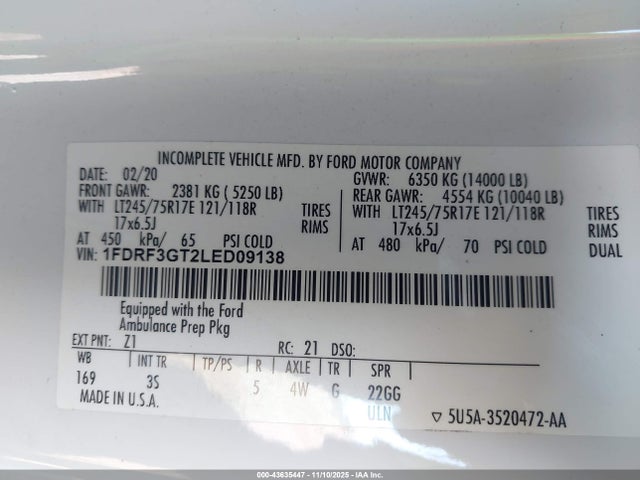 INCOMPLETE VEHICLE MFD. BY FORD MOTOR COMPANY
DATE: 02/20 GVWR: 6350 KG (14000 LB)
FRONT GAWR: 2381 KG ( 5250 LB) REAR GAWR: 4554 KG (10040 LB)
WITH LT245/75R17E 121/118R TIRES WITH LT245/75R17E 121/118R TIRES
17x6.5J RIMS 17x6.5J RIMS
AT 450 kPa/ 65 PSI COLD AT 480 kPa/ 70 PSI COLD DUAL
VIN: 1FDRF3GT2LED09138
Equipped with the Ford
Ambulance Prep Pkg
EXT PNT: Z1 RC: 21 DSO:
WB INT TR TP/PS R AXLE TR SPR
169 3S 5 4W G 22GG
MADE IN U.S.A. ULN ▽ 5U5A-3520472-AA
000-43635447 - 11/10/2025 - IAA Inc.